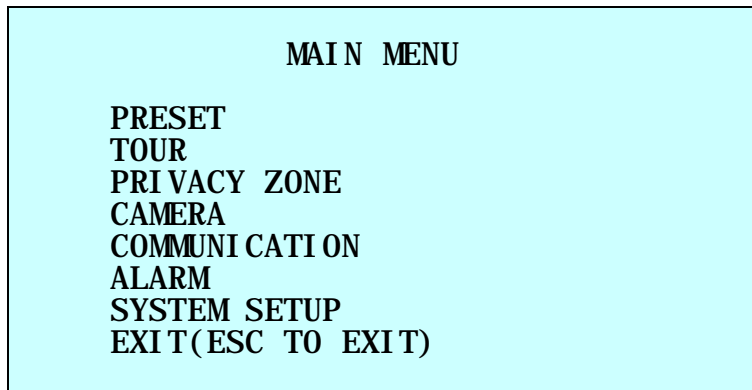 MAIN MENU
PRESET
TOUR
PRIVACY ZONE
CAMERA
COMMUNICATION
ALARM
SYSTEM SETUP
EXIT(ESC TO EXIT)